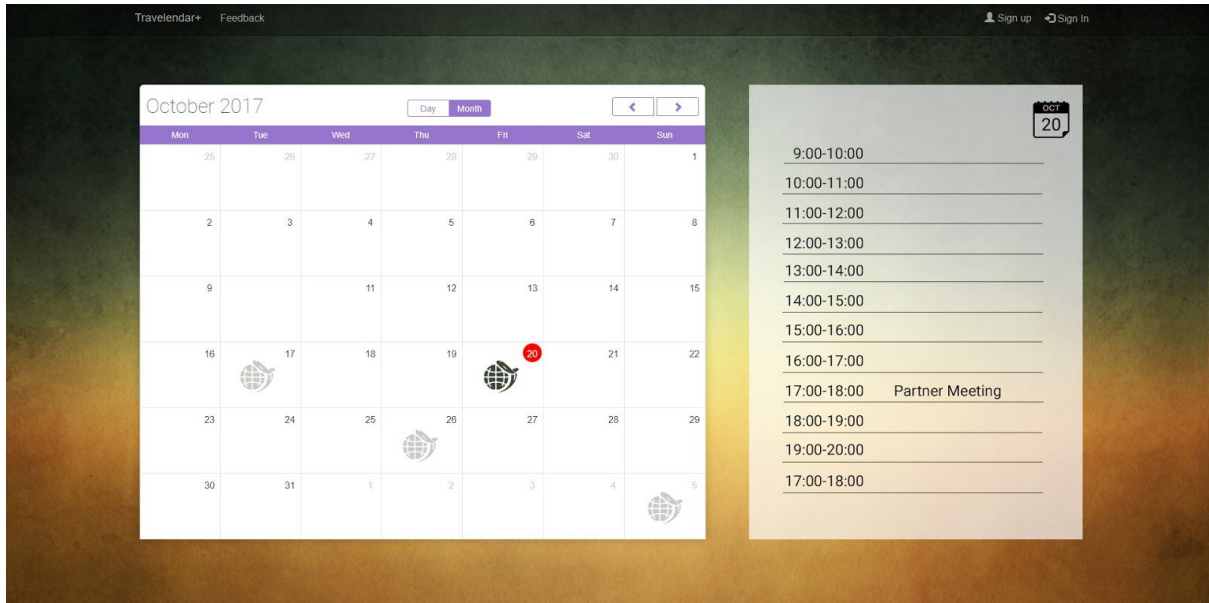 Travelendar+ Feedback Sign up Sign In
October 2017 Day Month
Mon Tue Wed Thu Fri Sat Sun
25 26 27 28 29 30 1
2 3 4 5 6 7 8
9 11 12 13 14 15
16 17 18 19 20 21 22
23 24 25 26 27 28 29
30 31 1 2 3 4 5
OCT
20
9:00-10:00
10:00-11:00
11:00-12:00
12:00-13:00
13:00-14:00
14:00-15:00
15:00-16:00
16:00-17:00
17:00-18:00 Partner Meeting
18:00-19:00
19:00-20:00
17:00-18:00